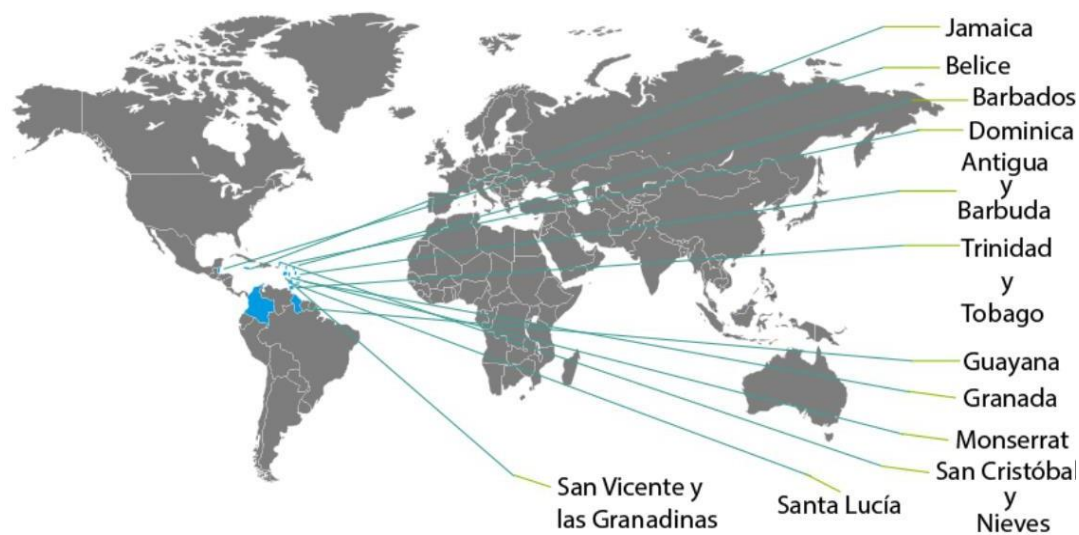 Jamaica
Belice
Barbados
Dominica
Antigua
y
Barbuda
Trinidad
y
Tobago
Guayana
Granada
Monserrat
San Cristóbal
y
Nieves
Santa Lucía
San Vicente y
las Granadinas